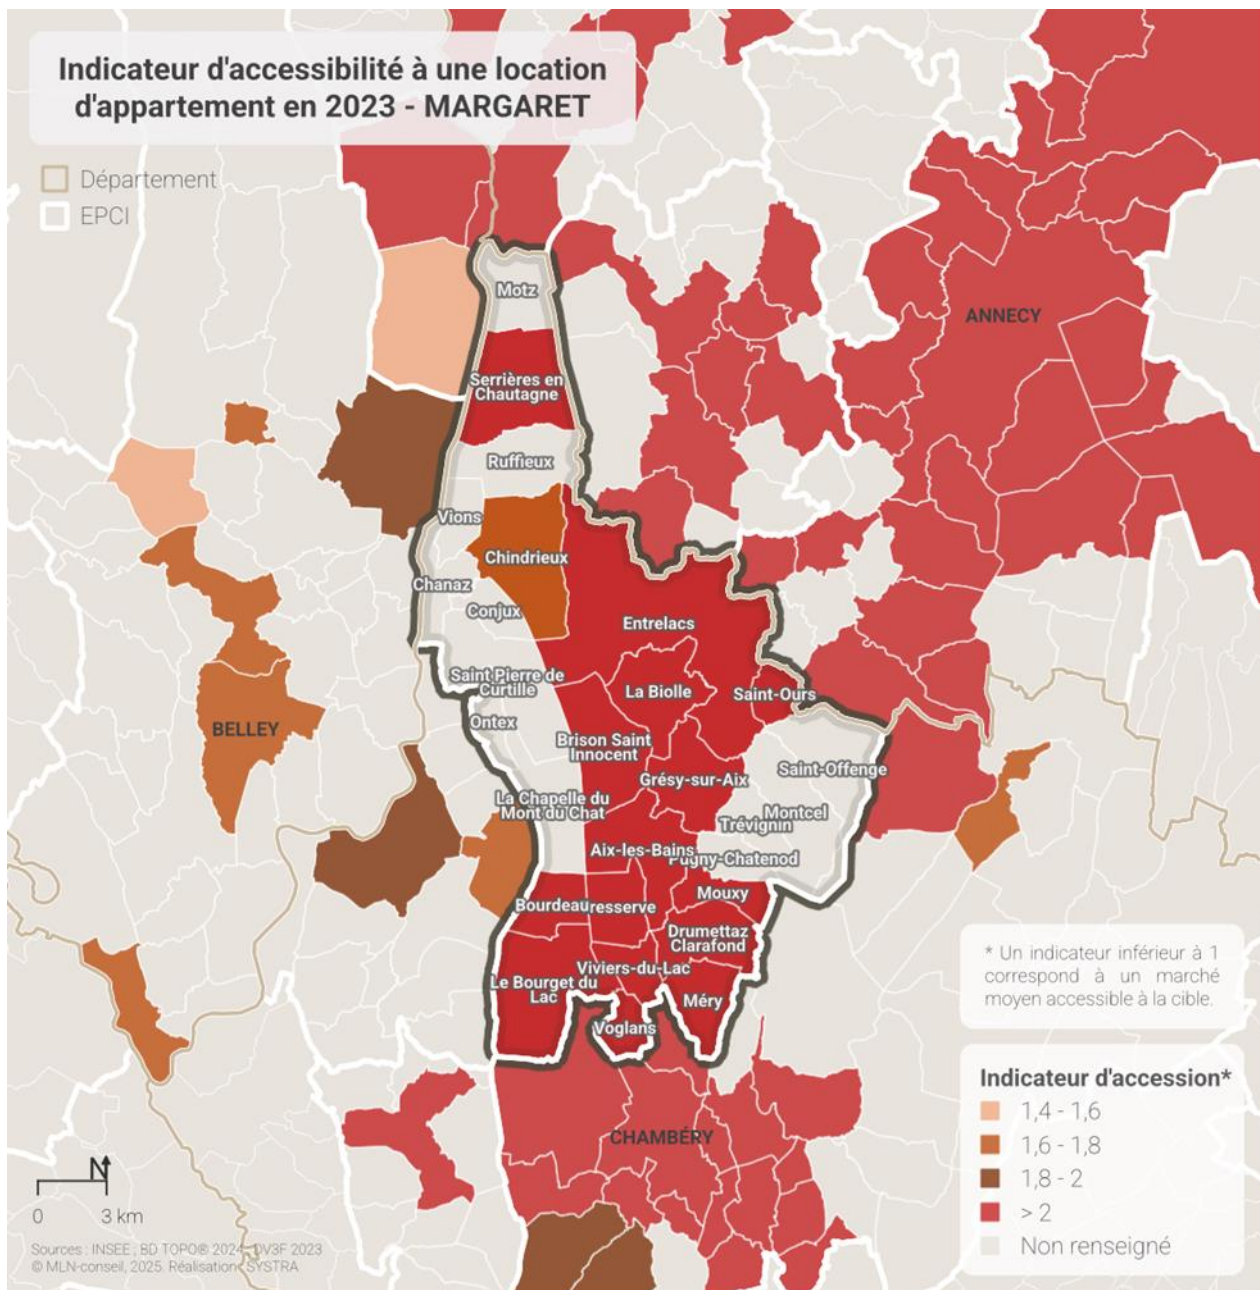 Indicateur d'accessibilité à une location
d'appartement en 2023 - MARGARET
Département
EPCI
Motz
ANNECY
Serrières en
Chautagne
Ruffieux
Vions
Chindrieux
Chanaz
Conjux
Entrelacs
Saint Pierre de
Curtille
La Biolle
Saint-Ours
Ontex
BELLEY
Brison Saint
Innocent
Grésy-sur-Aix
Saint-Offenge
La Chapelle du
Mont du Chat
Montcel
Trévignin
Aix-les-Bains
Pugny-Chatenod
Mouxy
Bourdeau
resserve
Drumettaz
Clarafond
Viviers-du-Lac
Le Bourget du
Lac
Méry
Voglans
CHAMBÉRY
* Un indicateur inférieur à 1
correspond à un marché
moyen accessible à la cible.
Indicateur d'accession*
1,4 - 1,6
1,6 - 1,8
1,8 - 2
> 2
Non renseigné
N
0 3 km
Sources : INSEE ; BD TOPO® 2024 ; DV3F 2023
© MLN-conseil, 2025. Réalisation : SYSTRA